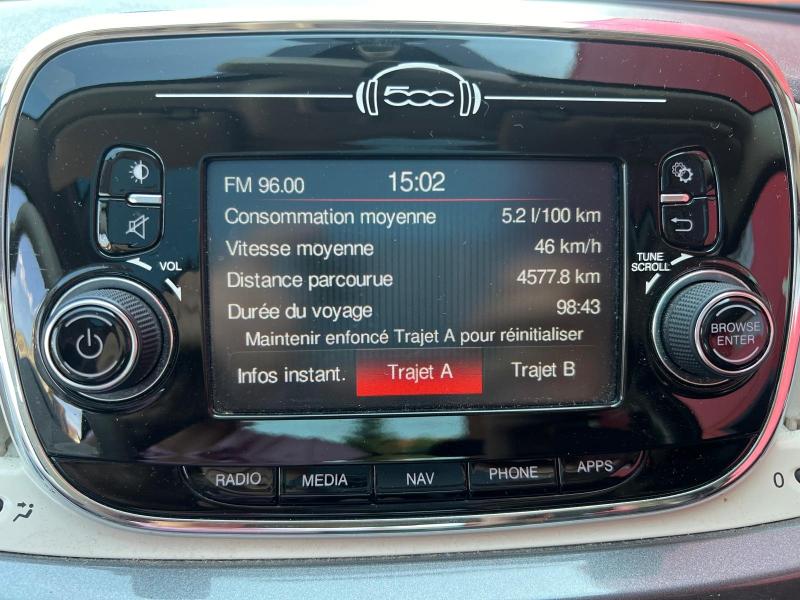 500
FM 96.00 15:02
Consommation moyenne 5.2 l/100 km
Vitesse moyenne 46 km/h
Distance parcourue 4577.8 km
Durée du voyage 98:43
Maintenir enfoncé Trajet A pour réinitialiser
Infos instant. Trajet A Trajet B
VOL
TUNE
SCROLL
BROWSE
ENTER
RADIO MEDIA NAV PHONE APPS
0